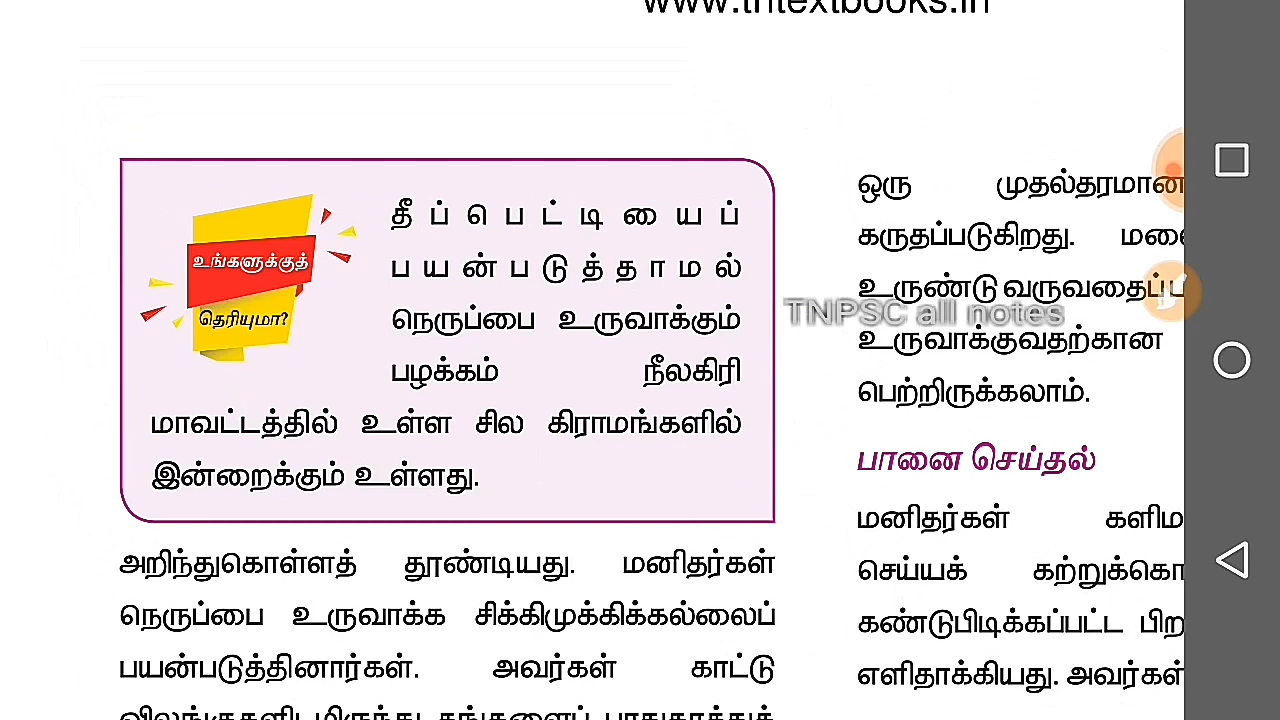 www.tntextbooks.in
உங்களுக்குத்
தெரியுமா?
தீப்பெட்டியைப்
பயன்படுத்தாமல்
நெருப்பை உருவாக்கும்
பழக்கம் நீலகிரி
மாவட்டத்தில் உள்ள சில கிராமங்களில்
இன்றைக்கும் உள்ளது.
அறிந்துகொள்ளத் தூண்டியது. மனிதர்கள்
நெருப்பை உருவாக்க சிக்கிமுக்கிக்கல்லைப்
பயன்படுத்தினார்கள். அவர்கள் காட்டு
ஒரு முதல்தரமான
கருதப்படுகிறது.
உருண்டு வருவதைப்
உருவாக்குவதற்கான
பெற்றிருக்கலாம்.
பானை செய்தல்
மனிதர்கள் களிம
செய்யக் கற்றுக்கொ
கண்டுபிடிக்கப்பட்ட பிற
எளிதாக்கியது. அவர்கள்
TNPSC all notes